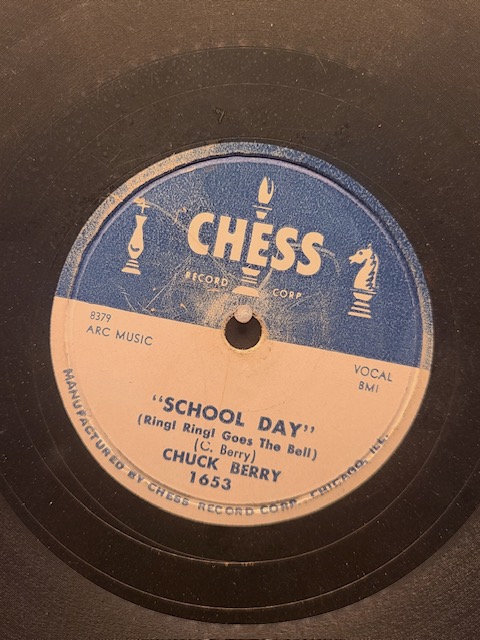 CHESS
RECORD CORP
8379
ARC MUSIC
VOCAL
BMI
"SCHOOL DAY"
(Ring! Ring! Goes The Bell)
(C. Berry)
CHUCK BERRY
1653
MANUFACTURED BY CHESS RECORD CORP., CHICAGO, ILL.